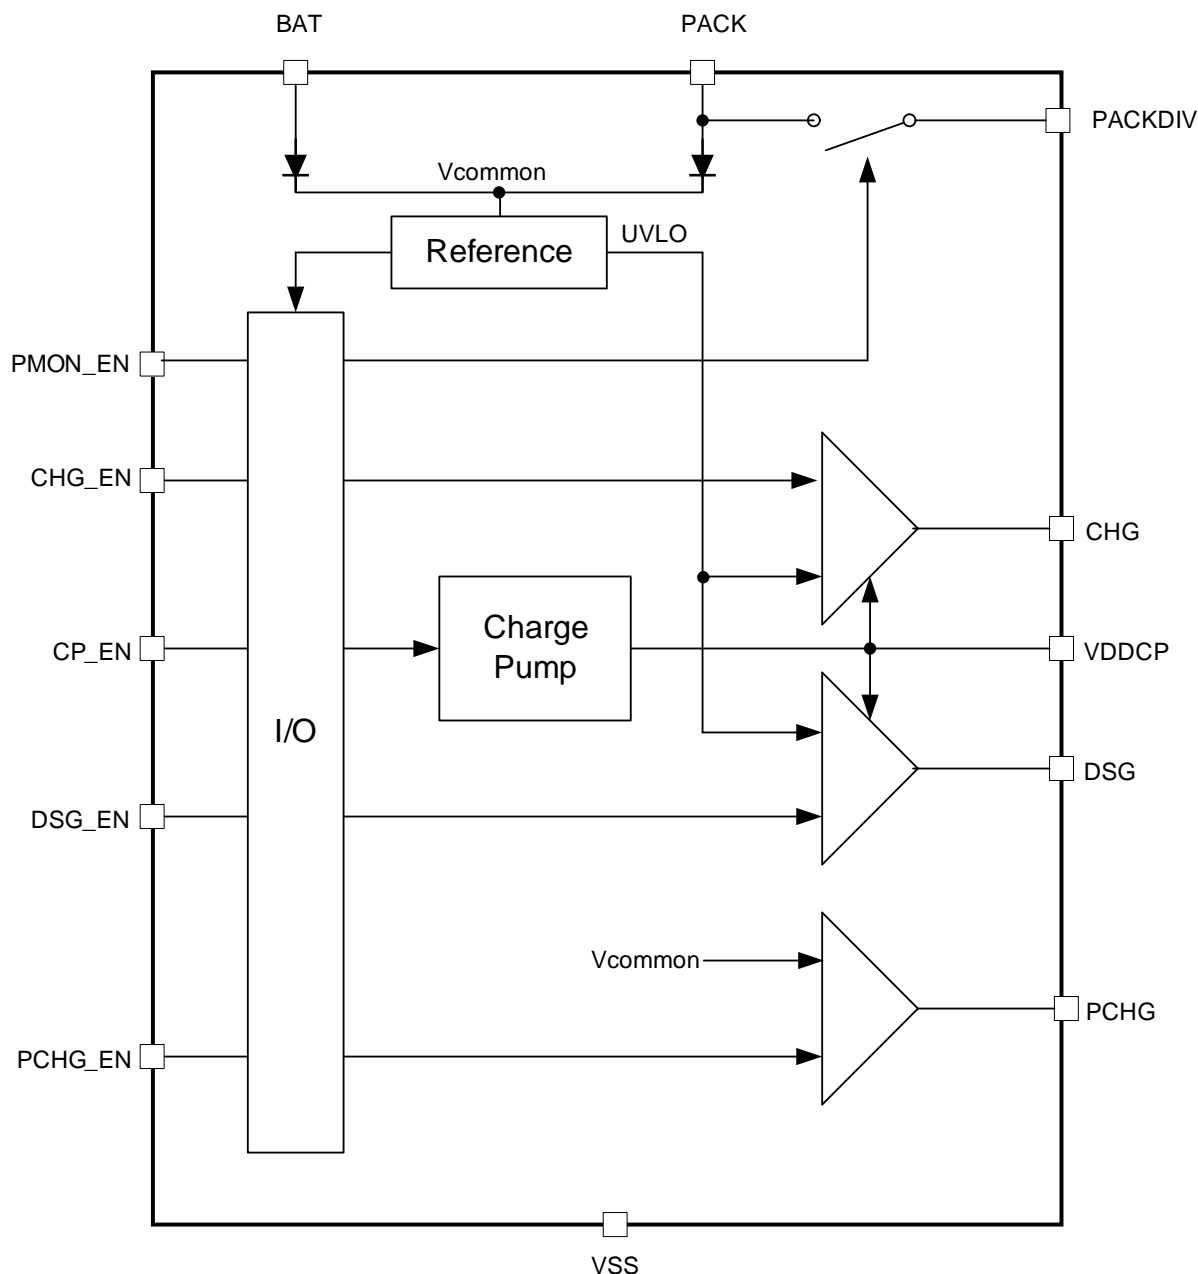 BAT
PACK
PACKDIV
Vcommon
UVLO
Reference
PMON_EN
CHG_EN
CHG
Charge
Pump
CP_EN
VDDCP
I/O
DSG
DSG_EN
Vcommon
PCHG
PCHG_EN
VSS